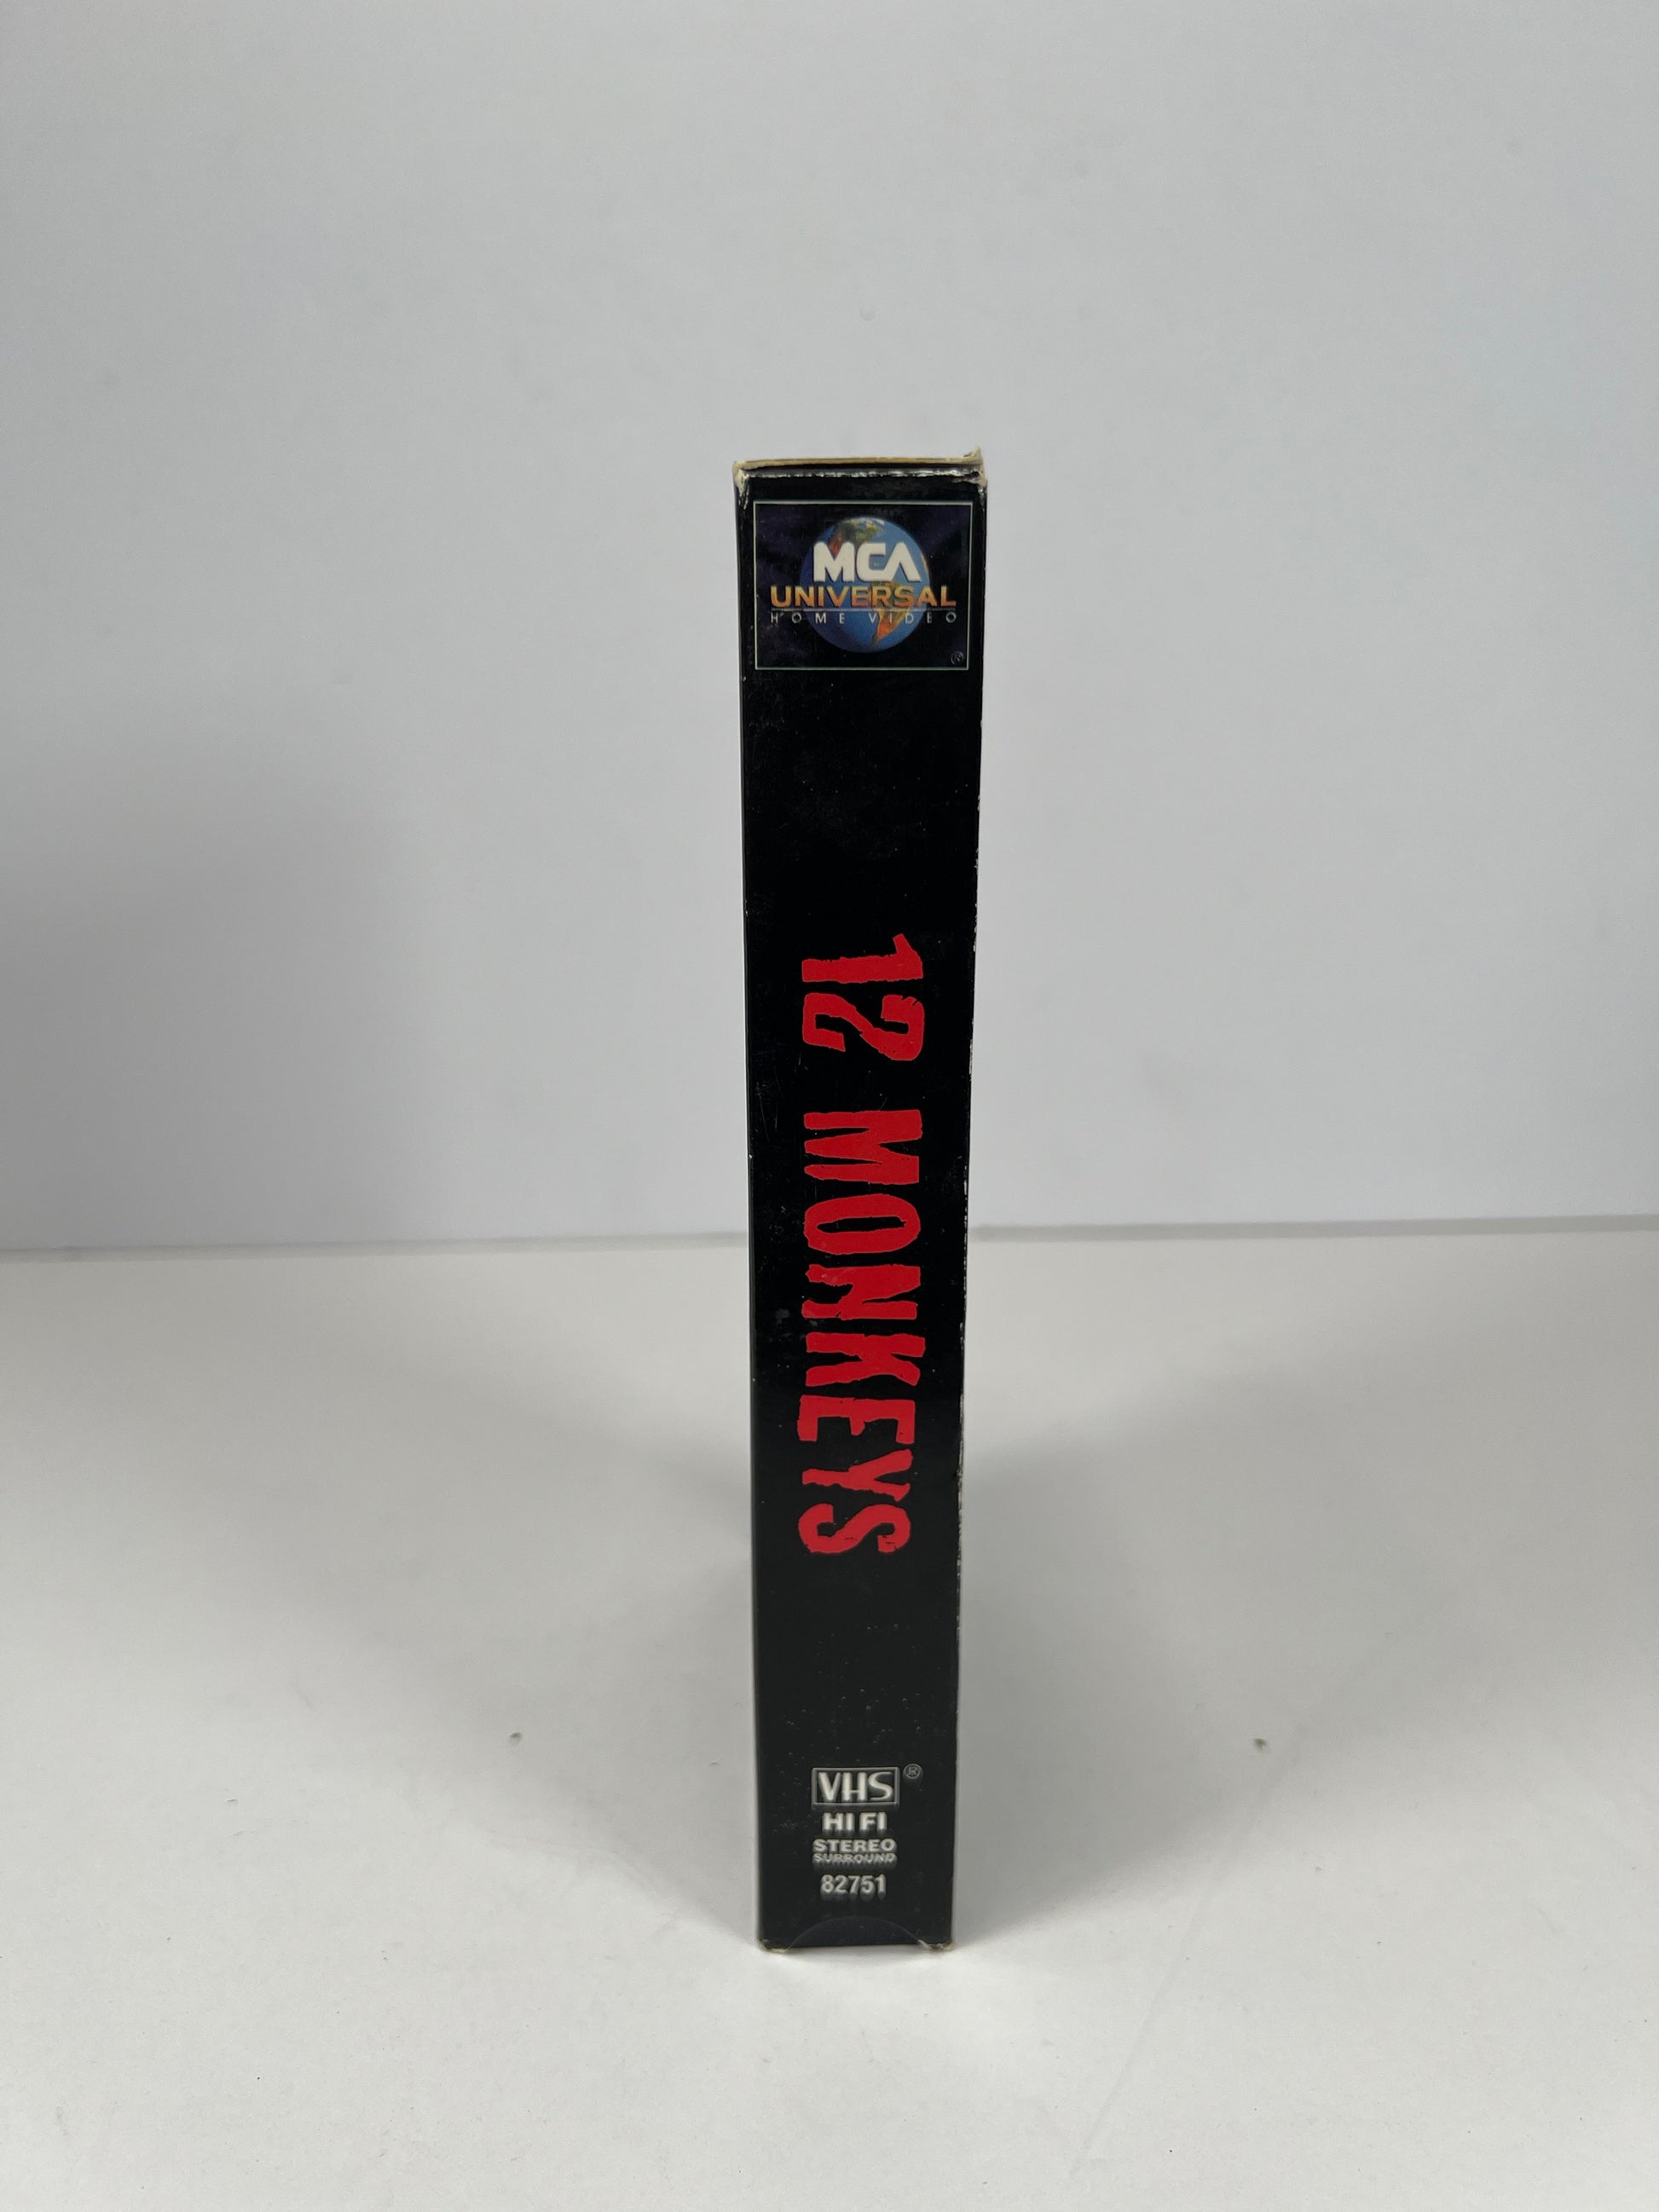 MCA
UNIVERSAL
HOME VIDEO
®
12 MONKEYS
VHS®
HI FI
STEREO
SURROUND
82751